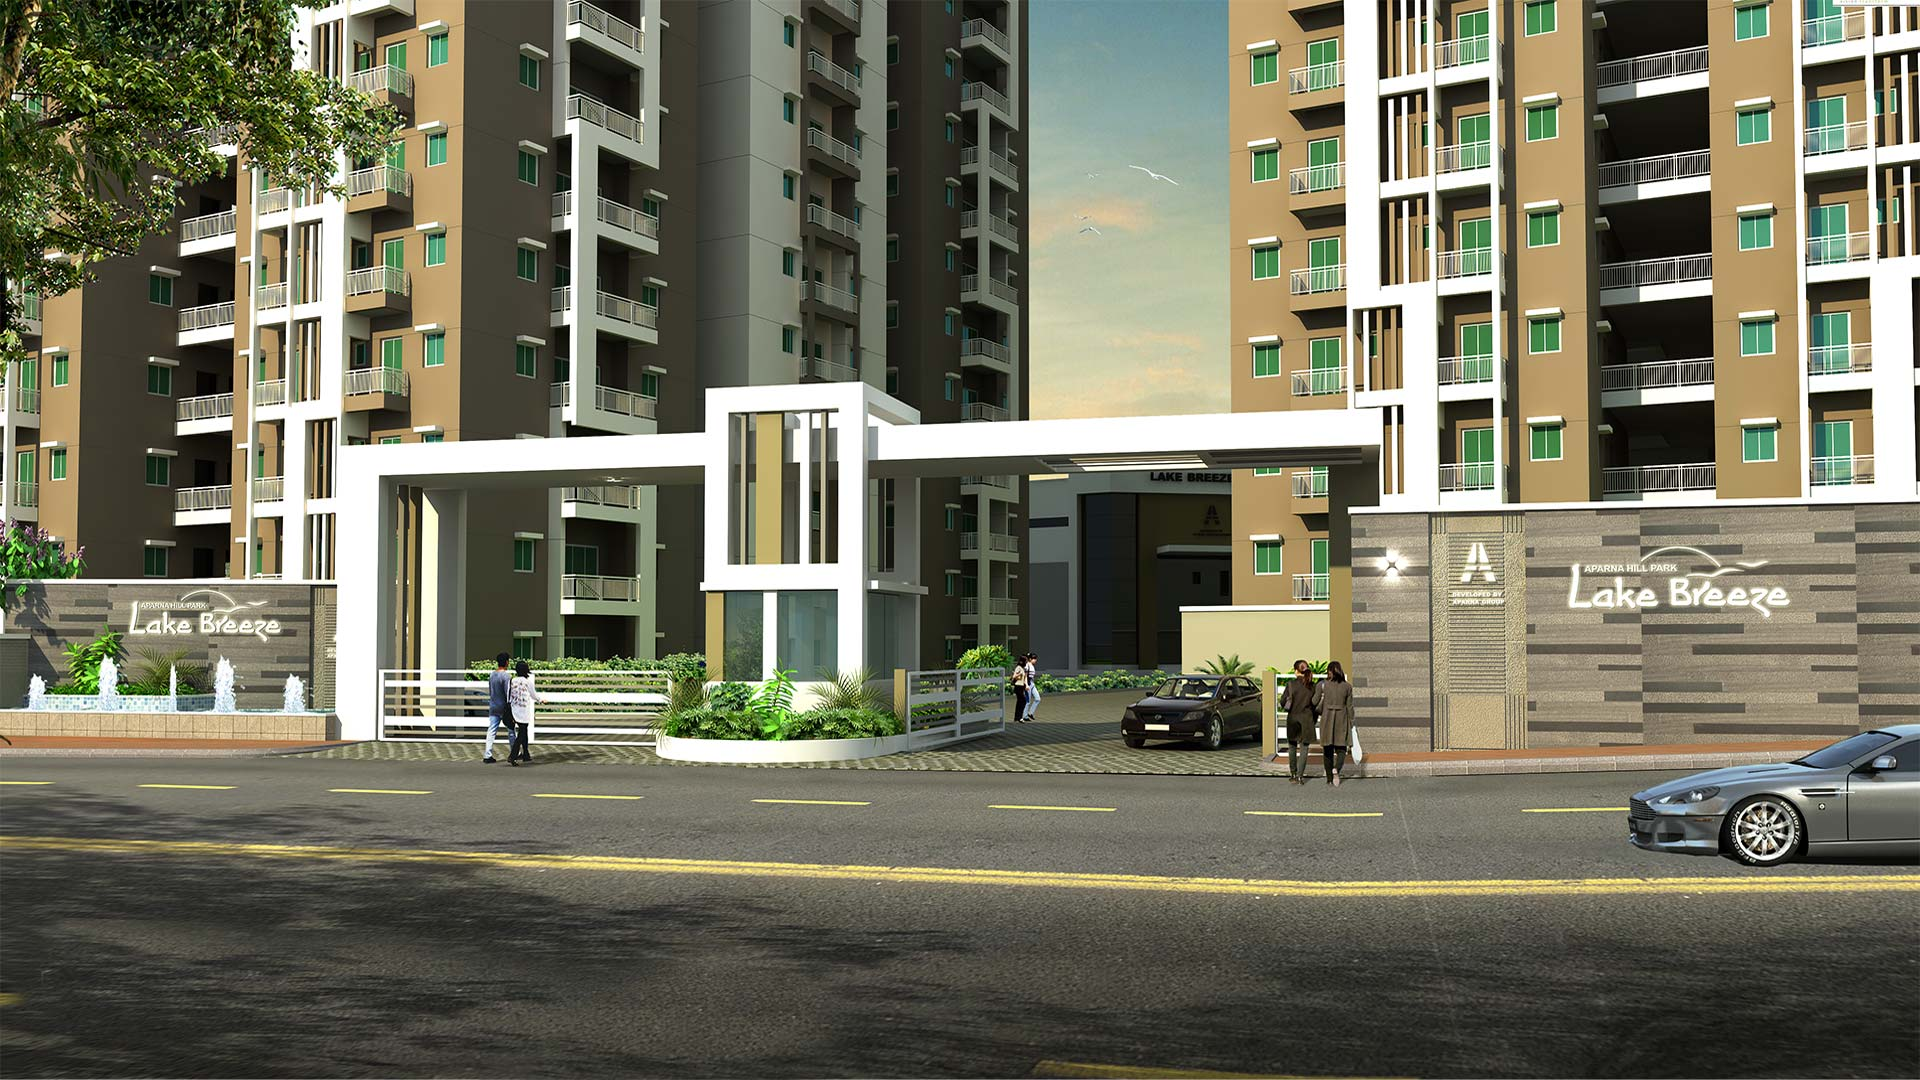 LAKE BREEZE
APARNA HILL PARK
Lake Breeze
A
DEVELOPED BY
APARNA GROUP
APARNA HILL PARK
Lake Breeze